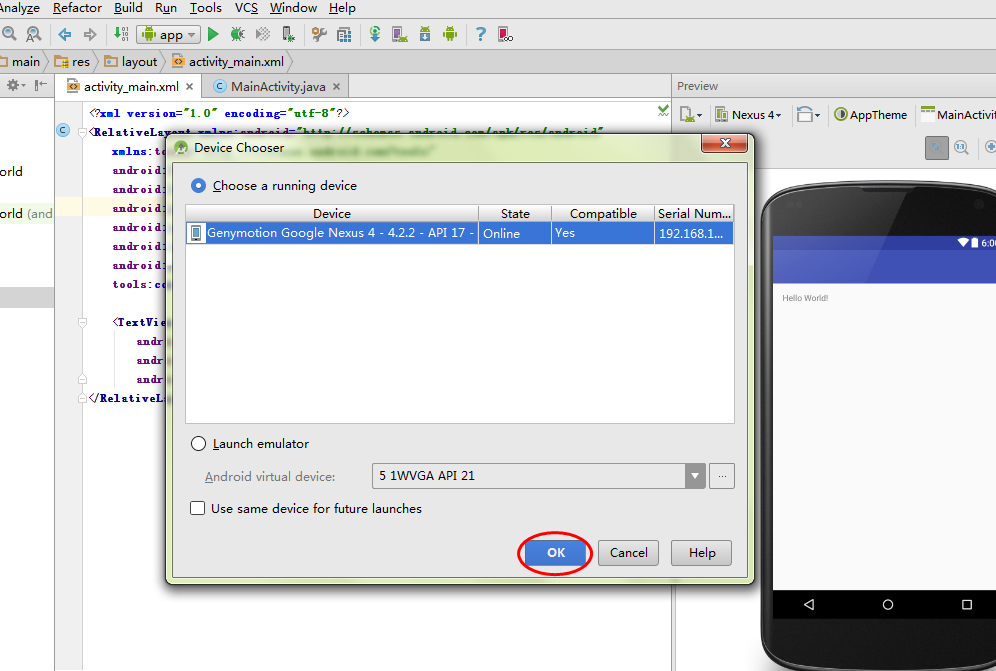 Analyze Refactor Build Run Tools VCS Window Help
app
main res layout activity_main.xml
activity_main.xml MainActivity.java
Preview
<?xml version="1.0" encoding="utf-8"?>
<RelativeLayout xmlns:android="http://schemas.android.com/apk/res/android"
xmlns:to
android:
android:
android:
android:
android:
android:
tools:co
<TextVie
andr
andr
andr
</RelativeLa
orld
orld (and
Nexus 4 AppTheme MainActivit
Device Chooser
Choose a running device
Device State Compatible Serial Num...
Genymotion Google Nexus 4 - 4.2.2 - API 17 - Online Yes 192.168.1...
Launch emulator
Android virtual device: 5 1WVGA API 21 ...
Use same device for future launches
OK Cancel Help
6:00
Hello World!